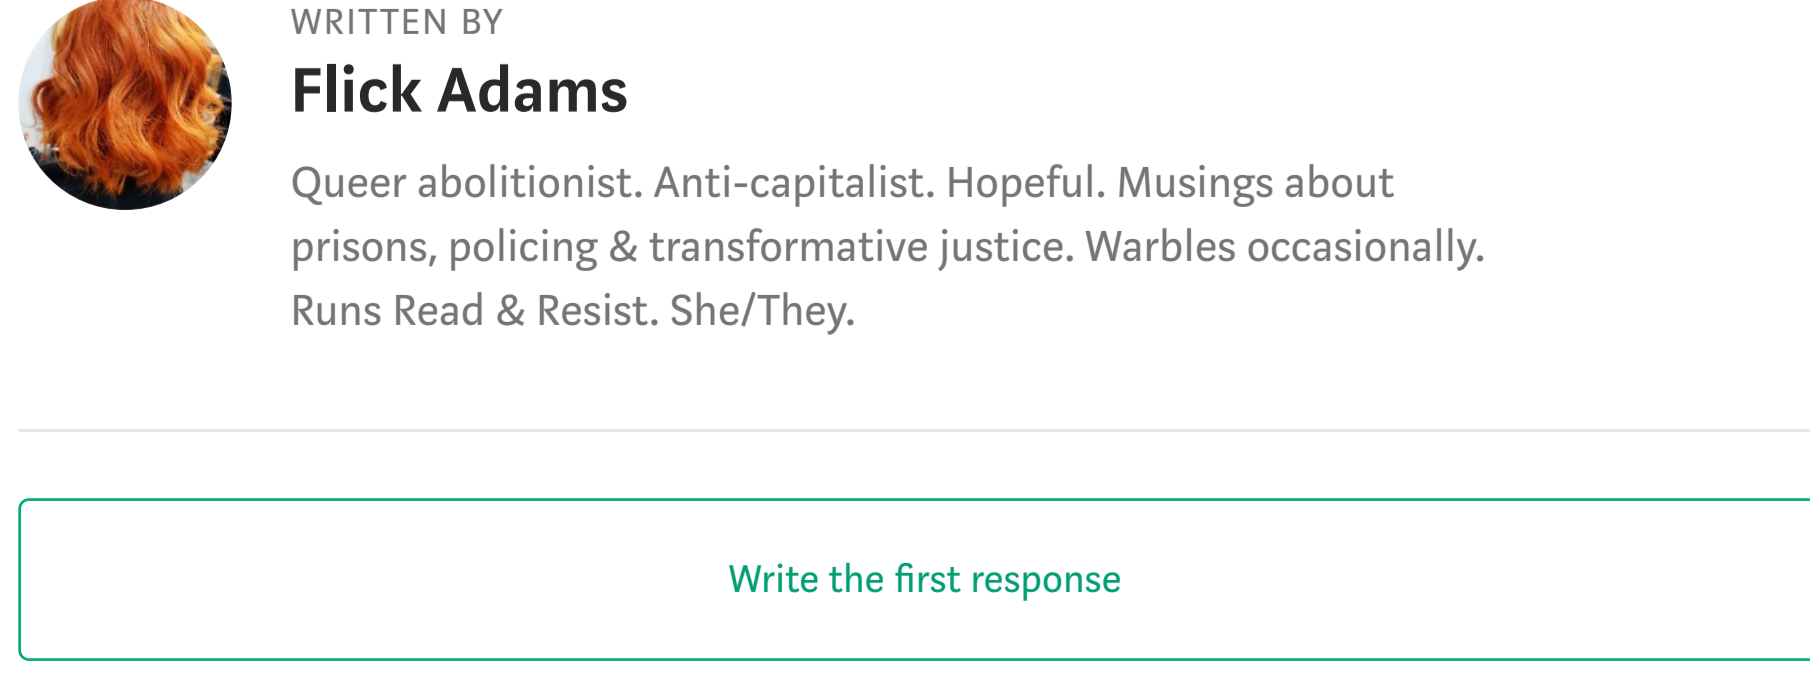 WRITTEN BY
Flick Adams
Queer abolitionist. Anti-capitalist. Hopeful. Musings about
prisons, policing & transformative justice. Warbles occasionally.
Runs Read & Resist. She/They.
Write the first response